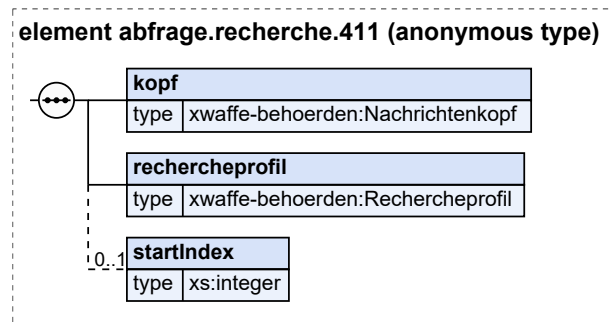 element abfrage.recherche.411 (anonymous type)
kopf
type xwaffe-behoerden:Nachrichtenkopf
rechercheprofil
type xwaffe-behoerden:Rechercheprofil
0..1 startIndex
type xs:integer